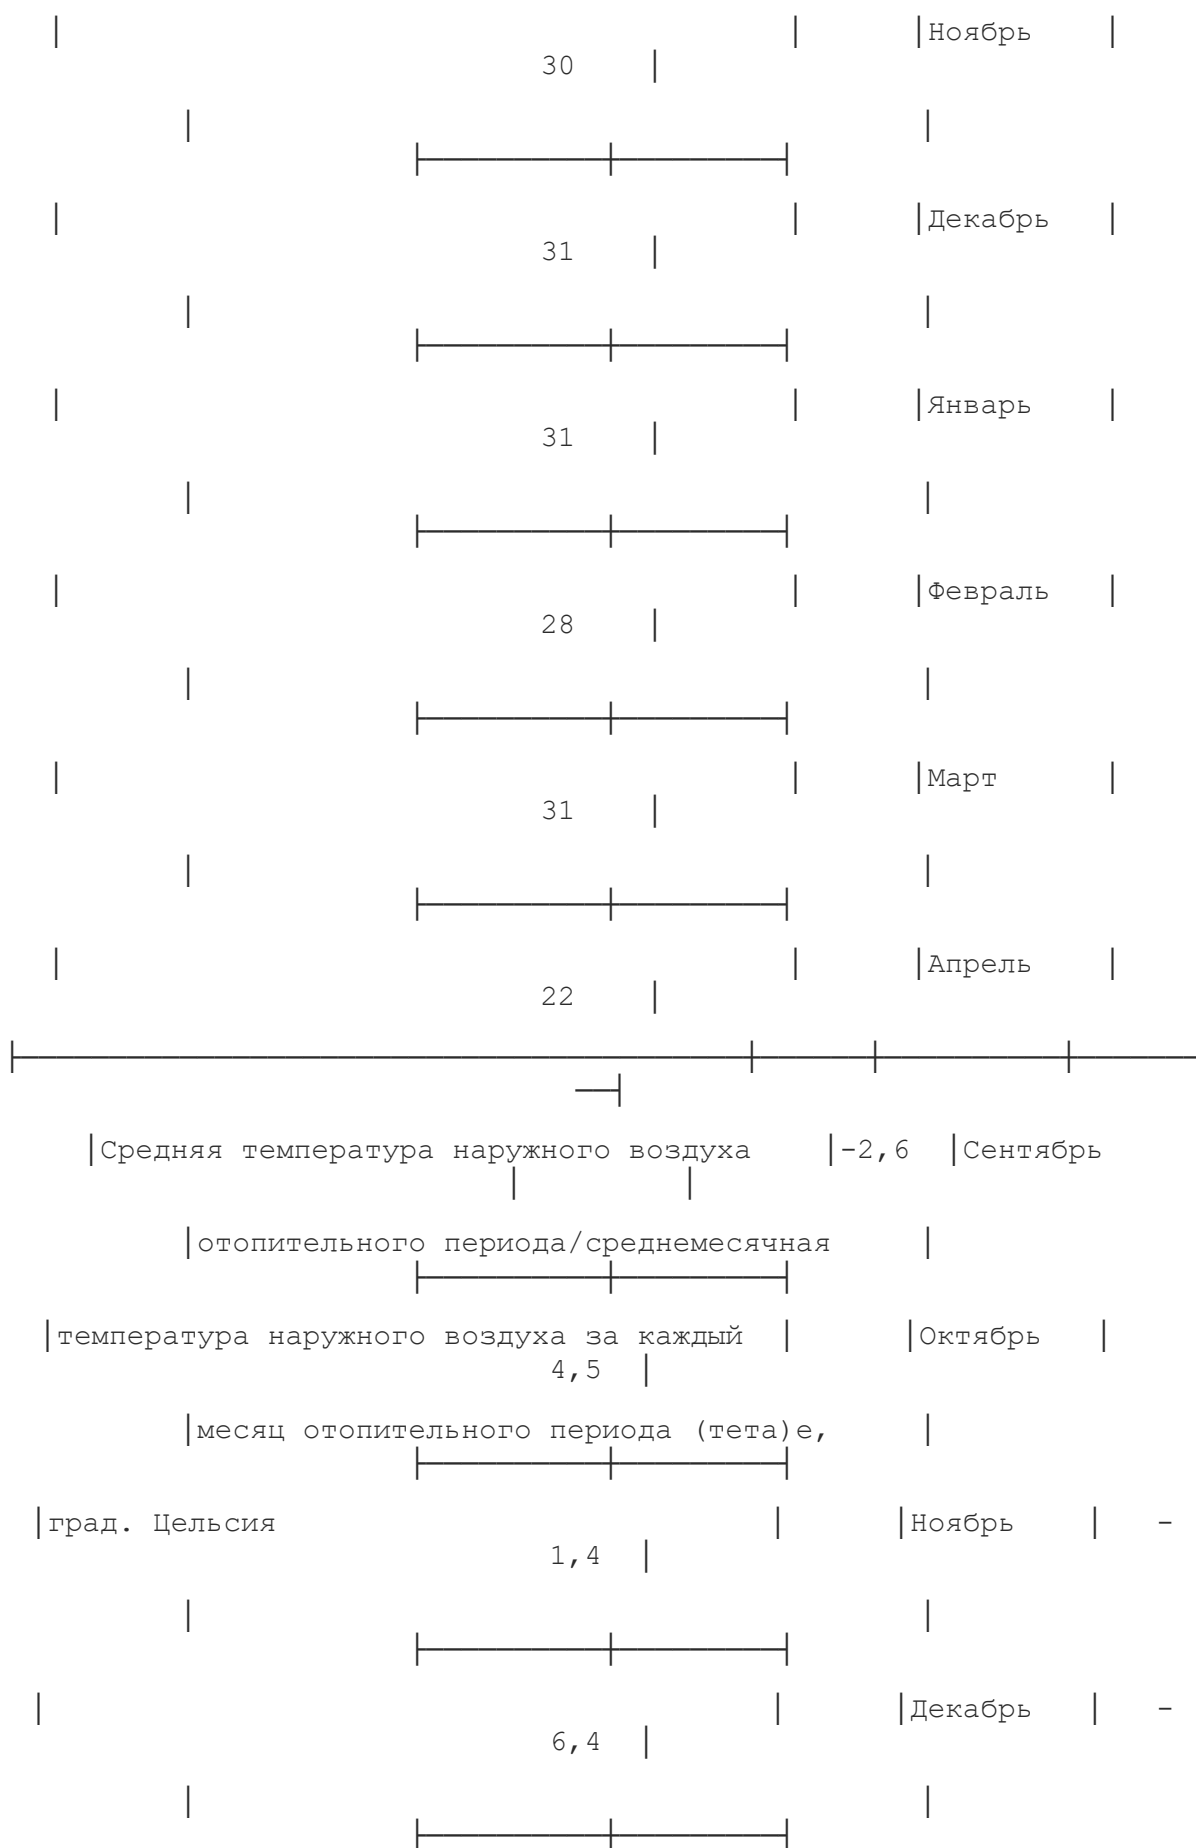 Ноябрь
30
Декабрь
31
Январь
31
Февраль
28
Март
31
Апрель
22
Средняя температура наружного воздуха -2,6 Сентябрь
отопительного периода/среднемесячная
температура наружного воздуха за каждый Октябрь
4,5
месяц отопительного периода (тета)e,
град. Цельсия Ноябрь -
1,4
Декабрь -
6,4